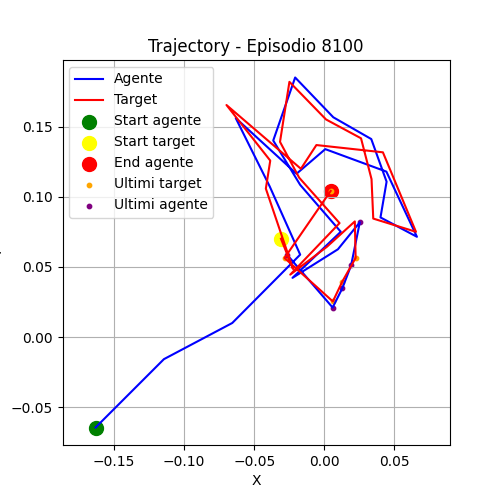 Trajectory - Episodio 8100
Agente
Target
Start agente
Start target
End agente
Ultimi target
Ultimi agente
0.15
0.10
0.05
0.00
−0.05
−0.15
−0.10
−0.05
0.00
0.05
X